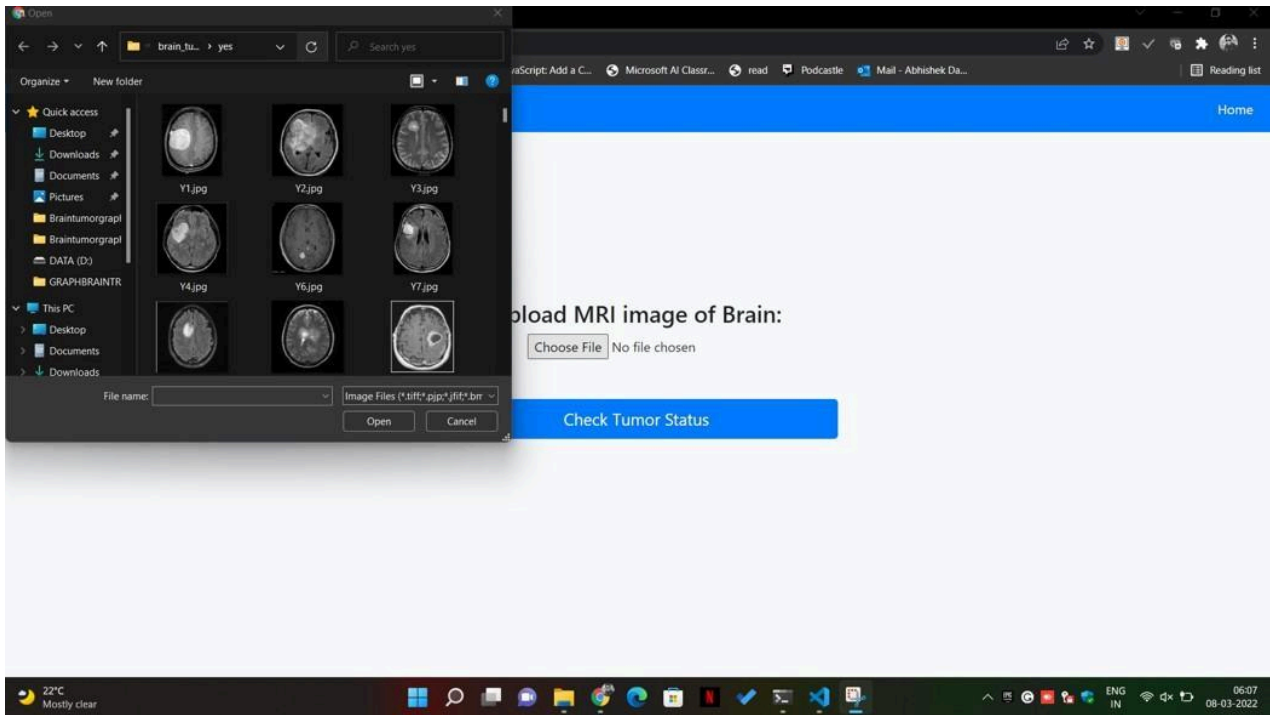 Open
brain_tu... › yes
Search yes
Organize
New folder
Quick access
Desktop
Downloads
Documents
Pictures
Braintumorgrapl
Braintumorgrapl
DATA (D:)
GRAPHBRAINTR
This PC
Desktop
Documents
Downloads
Y1.jpg
Y2.jpg
Y3.jpg
Y4.jpg
Y6.jpg
Y7.jpg
File name:
Image Files (*.tiff;*.pjp;*.jfif;*.bm
Open
Cancel
vaScript: Add a C...
Microsoft AI Classr...
read
Podcastle
Mail - Abhishek Da...
Reading list
Home
pload MRI image of Brain:
Choose File
No file chosen
Check Tumor Status
22°C
Mostly clear
ENG
IN
06:07
08-03-2022